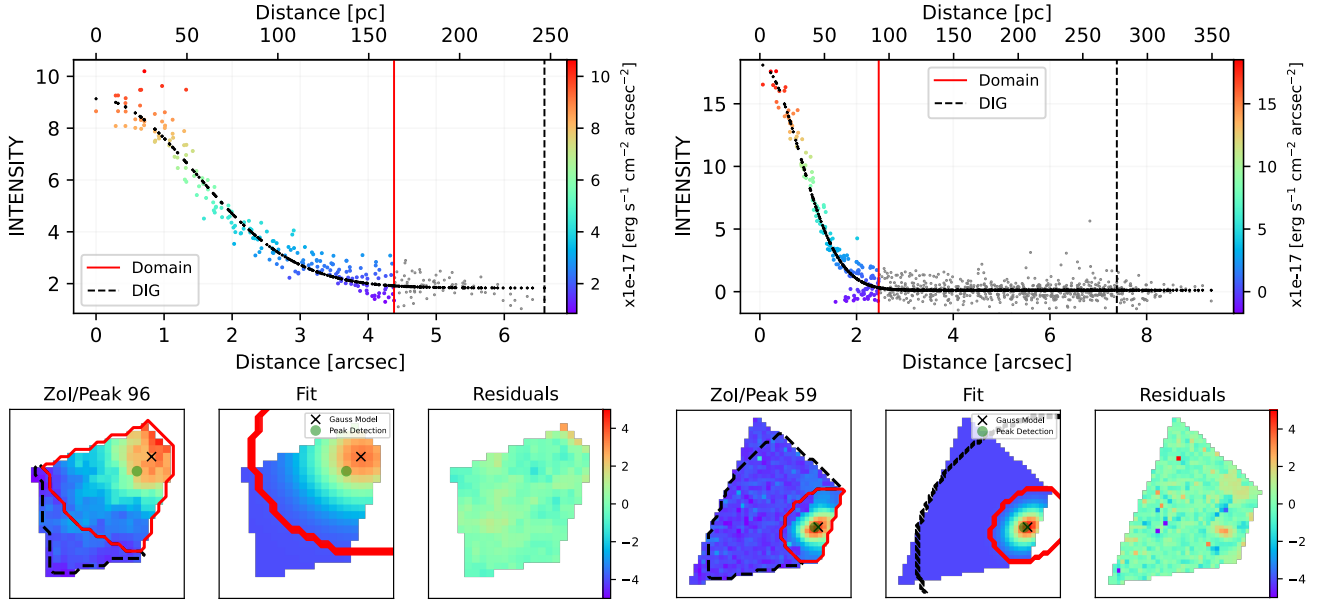 Distance [pc]
0 50 100 150 200 250
10
8
6
4
2
INTENSITY
Domain
DIG
0 1 2 3 4 5 6
Distance [arcsec]
10
8
6
4
2
x1e-17 [erg s−1 cm−2 arcsec−2]
Distance [pc]
0 50 100 150 200 250 300 350
15
10
5
0
INTENSITY
Domain
DIG
0 2 4 6 8
Distance [arcsec]
15
10
5
0
x1e-17 [erg s−1 cm−2 arcsec−2]
ZoI/Peak 96
Fit
Gauss Model
Peak Detection
Residuals
4
2
0
−2
−4
ZoI/Peak 59
Fit
Gauss Model
Peak Detection
Residuals
4
2
0
−2
−4